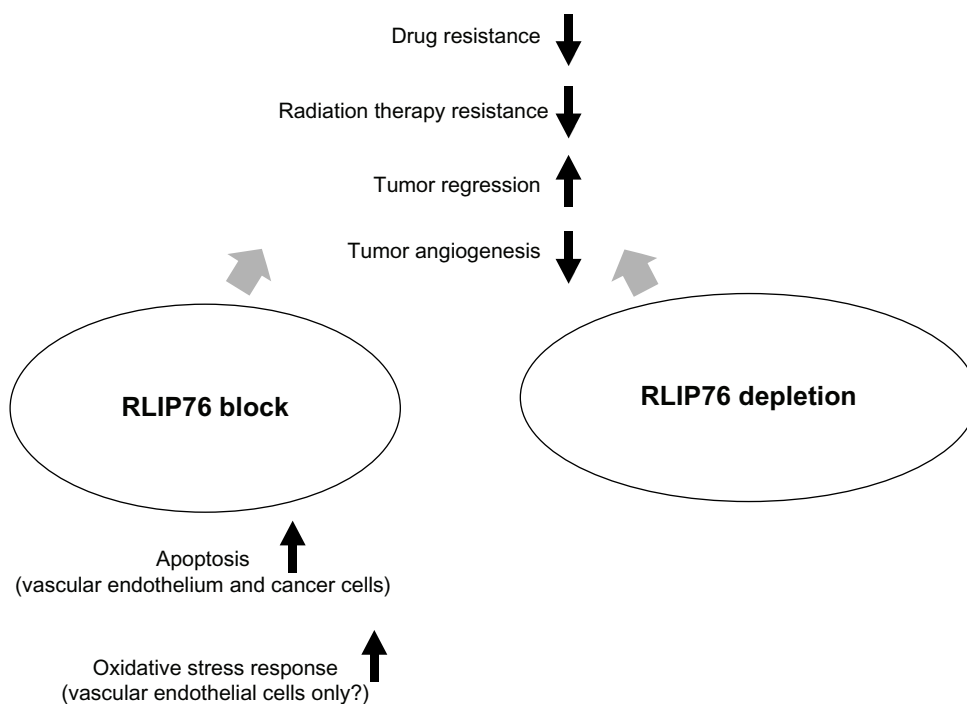 Drug resistance
Radiation therapy resistance
Tumor regression
Tumor angiogenesis
RLIP76 block
RLIP76 depletion
Apoptosis
(vascular endothelium and cancer cells)
Oxidative stress response
(vascular endothelial cells only?)